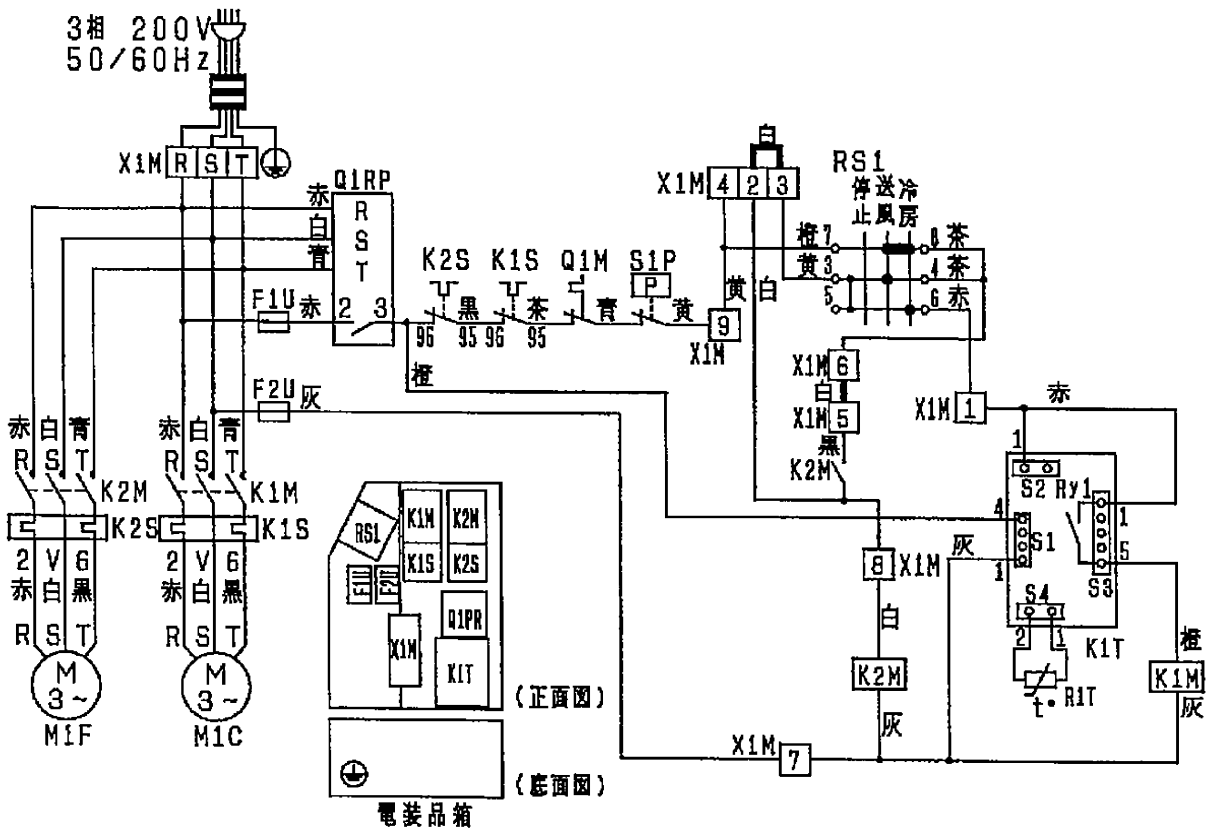 3相 200V
50/60Hz
X1M R S T
Q1RP
赤 R
白 S
青 T
F1U 赤 2 3
K2S K1S Q1M S1P
P
96 黒 95 96 茶 95 青 黄
9
X1M
橙
F2U 灰
白
X1M 4 2 3
黄 白
RS1
停止 送風 冷房
橙 7 8 茶
黄 3 4 茶
5 6 赤
X1M 6
白
X1M 5
黒
K2M
X1M 1
赤
赤 白 青 赤 白 青
R S T R S T
K2M K1M
K2S K1S
2 V 6 2 V 6
赤 白 黒 赤 白 黒
R S T R S T
M 3~ M 3~
M1F M1C
RS1 K1M K2M
K1S K2S
F1U F2U
Q1PR
X1M
KIT
(正面図)
(底面図)
電装品箱
8 X1M
白
K2M
灰
X1M 7
1
S2 Ry1
4 1
S1
灰 5
1 S3
S4
2 1
K1T
t° R1T
橙
K1M
灰